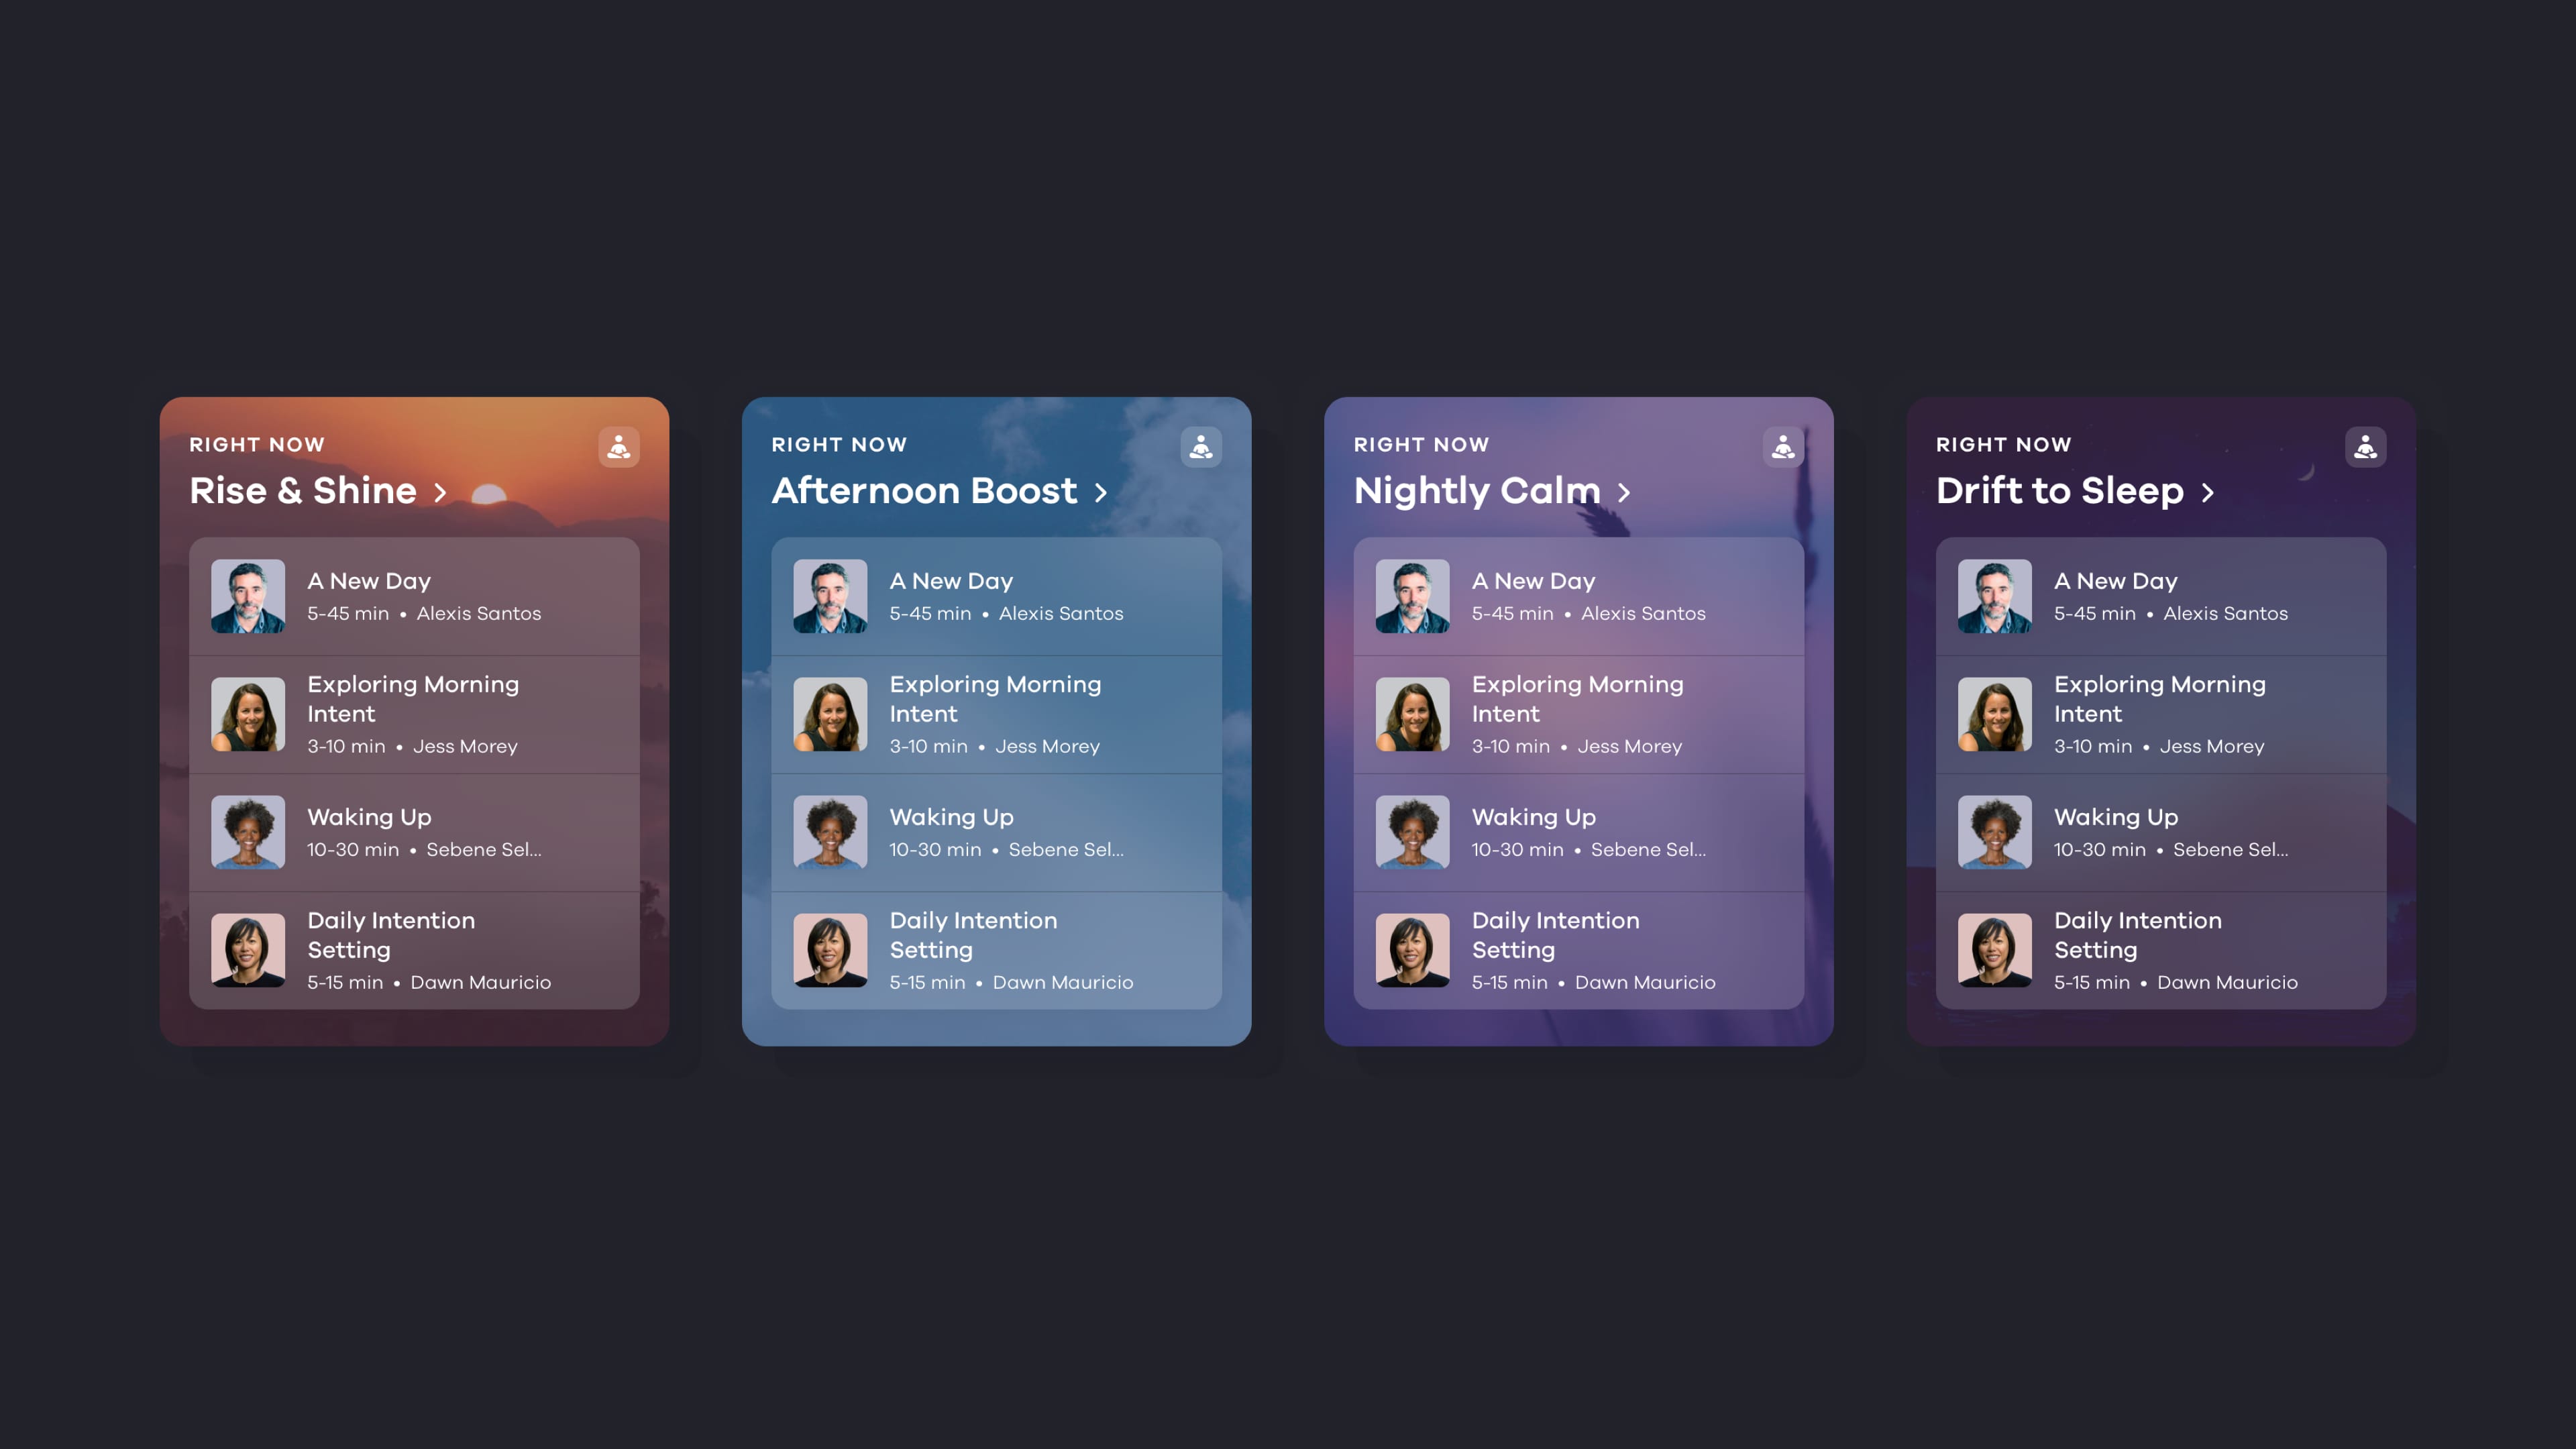 RIGHT NOW
Rise & Shine
A New Day
5-45 min • Alexis Santos
Exploring Morning
Intent
3-10 min • Jess Morey
Waking Up
10-30 min • Sebene Sel...
Daily Intention
Setting
5-15 min • Dawn Mauricio
RIGHT NOW
Afternoon Boost
A New Day
5-45 min • Alexis Santos
Exploring Morning
Intent
3-10 min • Jess Morey
Waking Up
10-30 min • Sebene Sel...
Daily Intention
Setting
5-15 min • Dawn Mauricio
RIGHT NOW
Nightly Calm
A New Day
5-45 min • Alexis Santos
Exploring Morning
Intent
3-10 min • Jess Morey
Waking Up
10-30 min • Sebene Sel...
Daily Intention
Setting
5-15 min • Dawn Mauricio
RIGHT NOW
Drift to Sleep
A New Day
5-45 min • Alexis Santos
Exploring Morning
Intent
3-10 min • Jess Morey
Waking Up
10-30 min • Sebene Sel...
Daily Intention
Setting
5-15 min • Dawn Mauricio